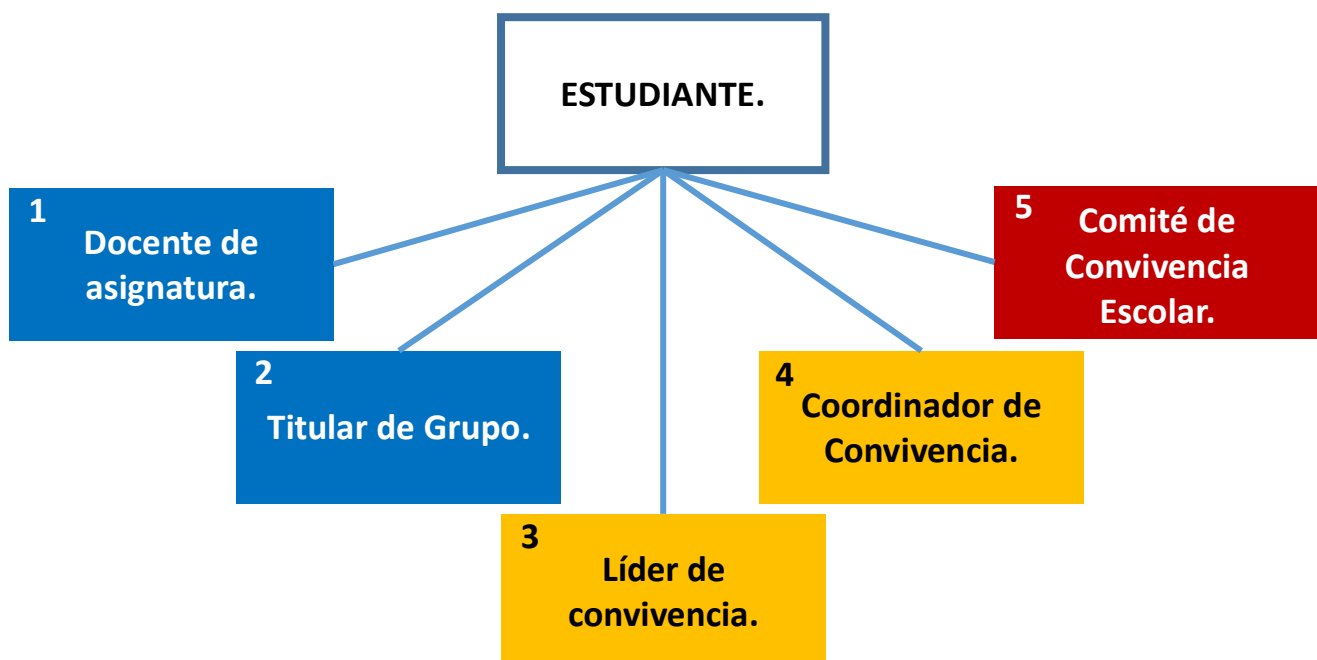 ESTUDIANTE.
1
Docente de
asignatura.
2
Titular de Grupo.
3
Líder de
convivencia.
4
Coordinador de
Convivencia.
5
Comité de
Convivencia
Escolar.